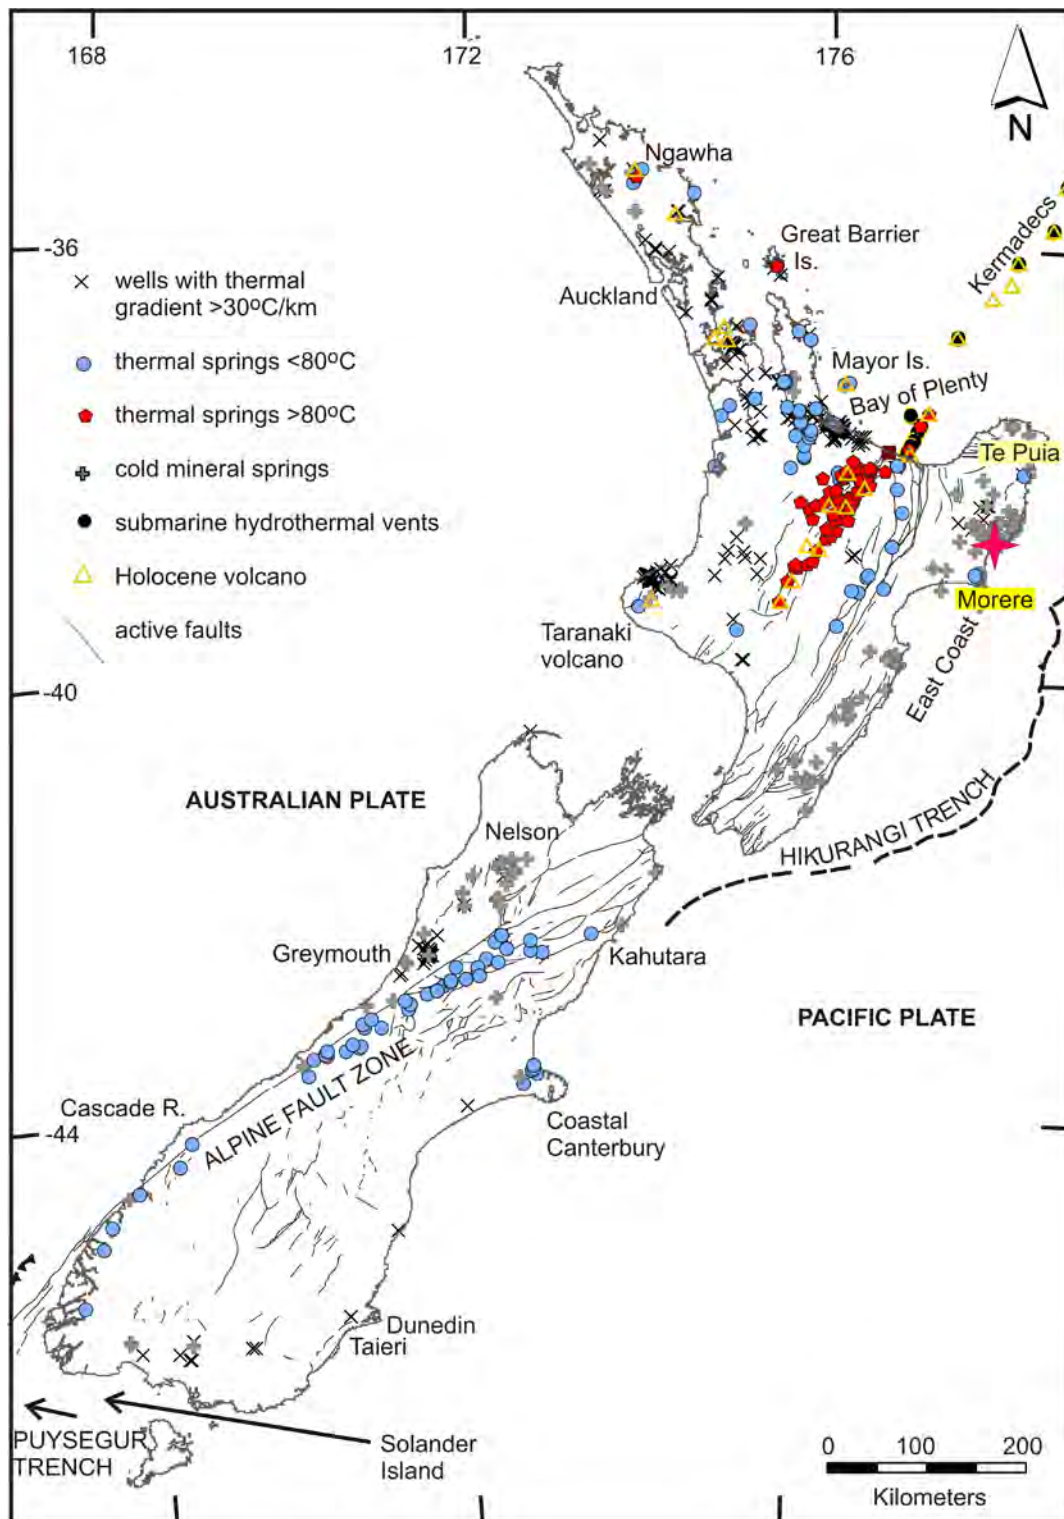 168
172
176
N
Ngawha
-36
Great Barrier
Is.
Kermadecs
wells with thermal
gradient >30ºC/km
Auckland
thermal springs <80ºC
Mayor Is.
Bay of Plenty
thermal springs >80ºC
Te Puia
cold mineral springs
submarine hydrothermal vents
Holocene volcano
Morere
active faults
Taranaki
volcano
East Coast
-40
AUSTRALIAN PLATE
HIKURANGI TRENCH
Nelson
Greymouth
Kahutara
PACIFIC PLATE
ALPINE FAULT ZONE
Cascade R.
Coastal
Canterbury
-44
Dunedin
Taieri
PUYSEGUR
TRENCH
Solander
Island
0 100 200
Kilometers